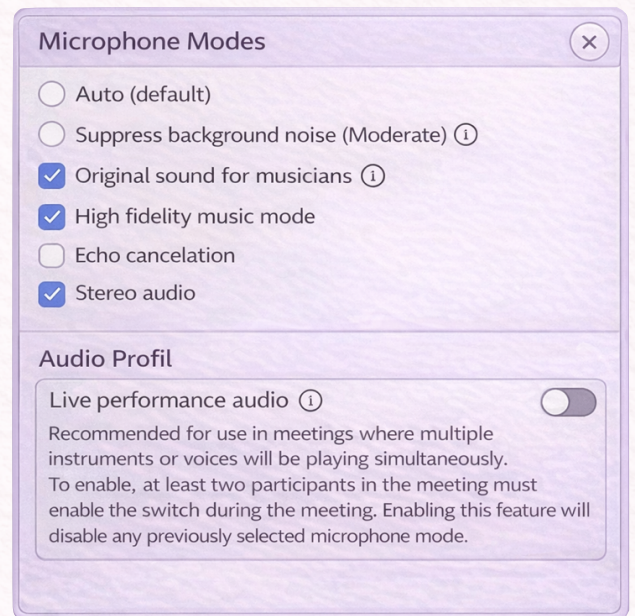 Microphone Modes
Auto (default)
Suppress background noise (Moderate)
Original sound for musicians
High fidelity music mode
Echo cancelation
Stereo audio
Audio Profil
Live performance audio
Recommended for use in meetings where multiple
instruments or voices will be playing simultaneously.
To enable, at least two participants in the meeting must
enable the switch during the meeting. Enabling this feature will
disable any previously selected microphone mode.